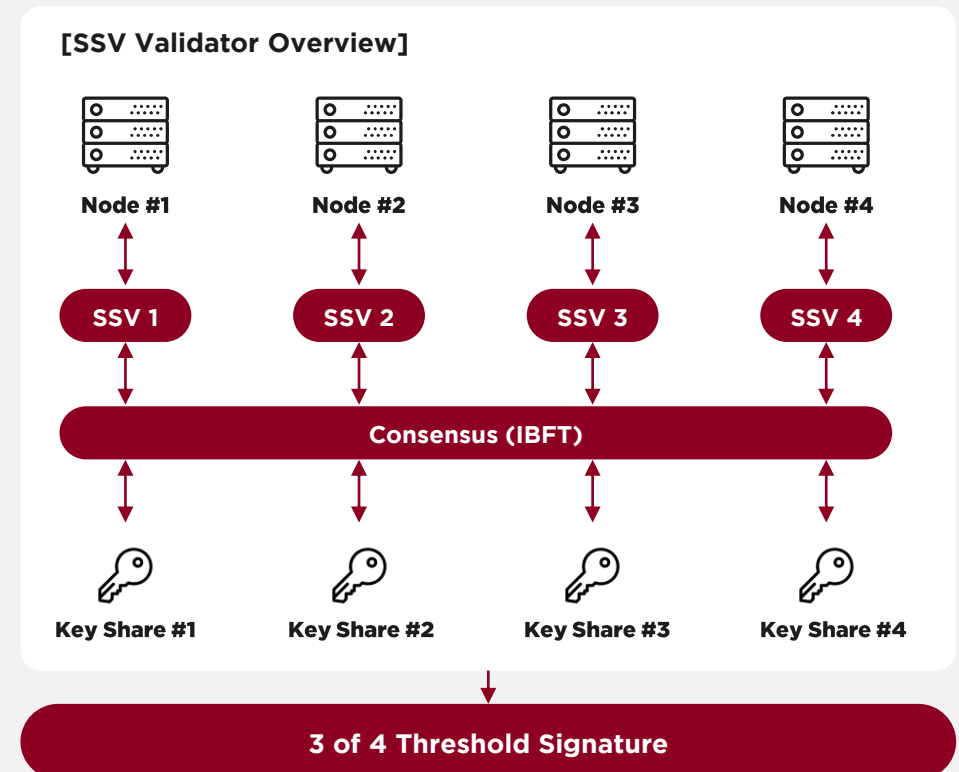 [SSV Validator Overview]
Node #1
Node #2
Node #3
Node #4
SSV 1
SSV 2
SSV 3
SSV 4
Consensus (IBFT)
Key Share #1
Key Share #2
Key Share #3
Key Share #4
3 of 4 Threshold Signature